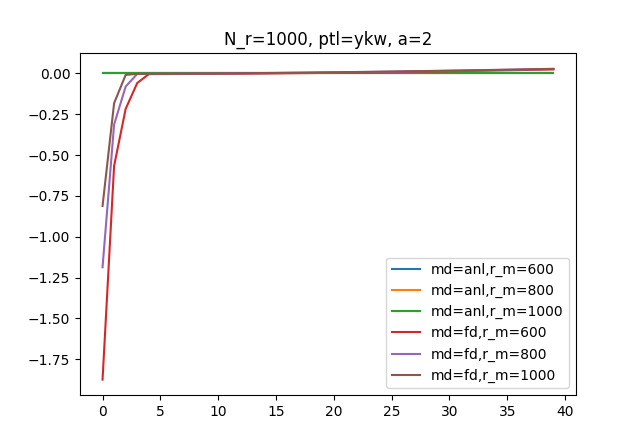 N_r=1000, ptl=ykw, a=2
0.00
−0.25
−0.50
−0.75
−1.00
−1.25
−1.50
−1.75
md=anl,r_m=600
md=anl,r_m=800
md=anl,r_m=1000
md=fd,r_m=600
md=fd,r_m=800
md=fd,r_m=1000
0 5 10 15 20 25 30 35 40